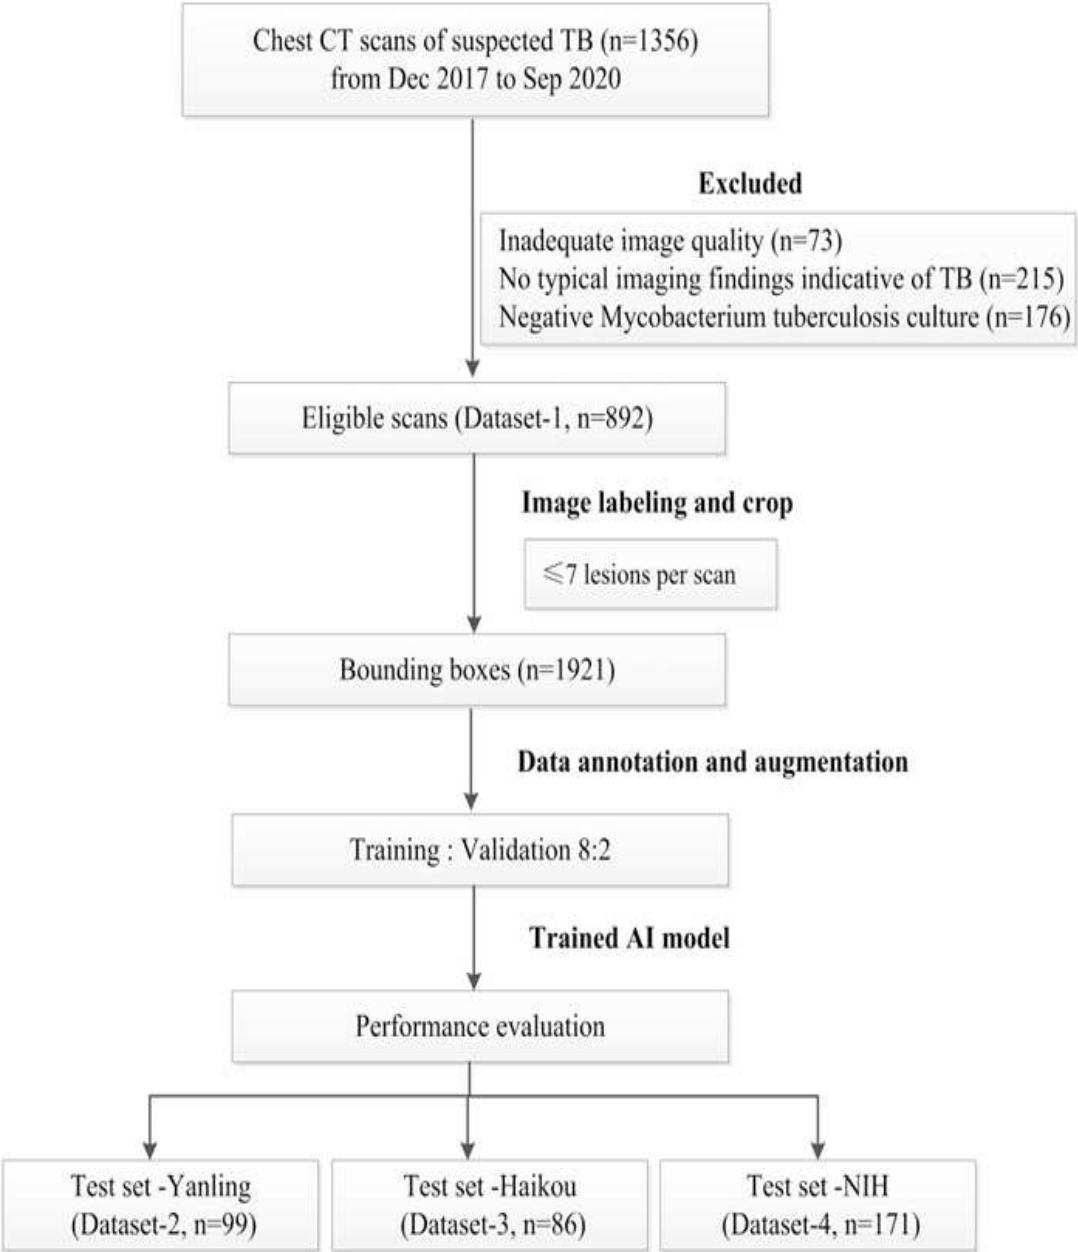 Chest CT scans of suspected TB (n=1356)
from Dec 2017 to Sep 2020
Excluded
Inadequate image quality (n=73)
No typical imaging findings indicative of TB (n=215)
Negative Mycobacterium tuberculosis culture (n=176)
Eligible scans (Dataset-1, n=892)
Image labeling and crop
⩽7 lesions per scan
Bounding boxes (n=1921)
Data annotation and augmentation
Training : Validation 8:2
Trained AI model
Performance evaluation
Test set -Yanling
(Dataset-2, n=99)
Test set -Haikou
(Dataset-3, n=86)
Test set -NIH
(Dataset-4, n=171)